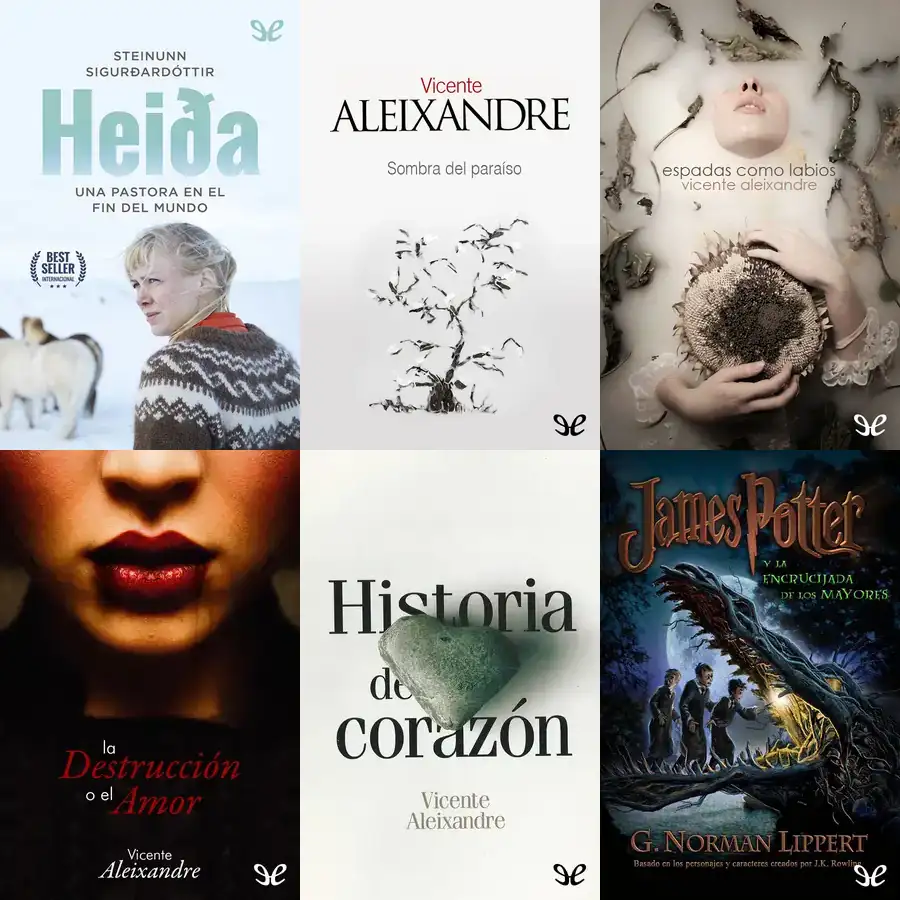 STEINUNN
SIGURÐARDÓTTIR
Heiða
UNA PASTORA EN EL
FIN DEL MUNDO
BEST
SELLER
INTERNACIONAL
Vicente
ALEIXANDRE
Sombra del paraíso
espadas como labios
vicente aleixandre
la
Destrucción
o el Amor
Vicente
Aleixandre
Historia
de
corazón
Vicente
Aleixandre
James Potter
Y LA
ENCRUCIJADA
DE LOS MAYORES
G. NORMAN LIPPERT
Basado en los personajes y caracteres creados por J.K. Rowling